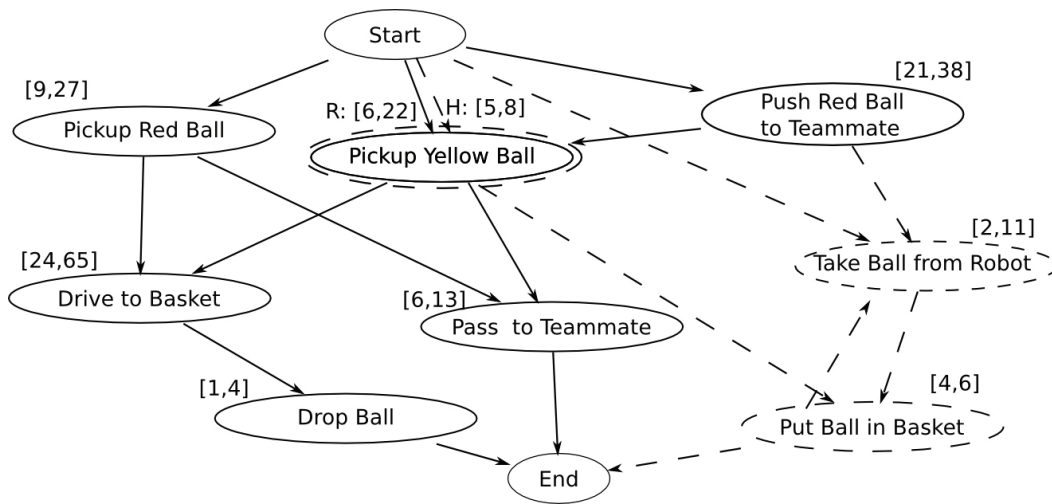 Start
[9,27]
[21,38]
R: [6,22]
H: [5,8]
Pickup Red Ball
Push Red Ball
to Teammate
Pickup Yellow Ball
[2,11]
Take Ball from Robot
[24,65]
Drive to Basket
[6,13]
Pass to Teammate
[1,4]
Drop Ball
[4,6]
Put Ball in Basket
End